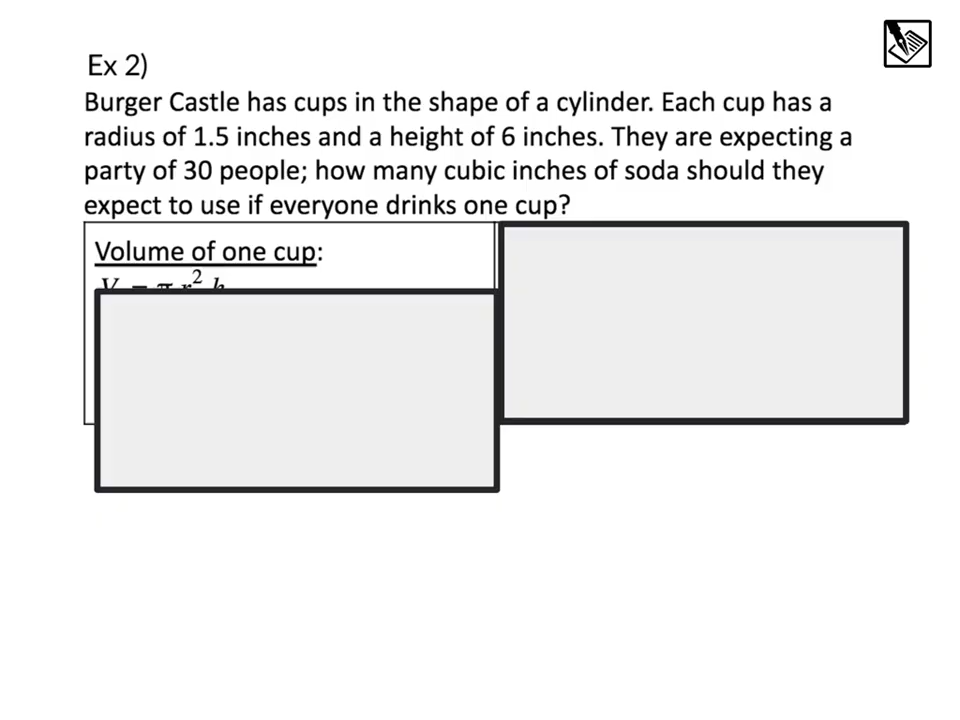 Ex 2)
Burger Castle has cups in the shape of a cylinder. Each cup has a
radius of 1.5 inches and a height of 6 inches. They are expecting a
party of 30 people; how many cubic inches of soda should they
expect to use if everyone drinks one cup?
Volume of one cup:
V = π r² h